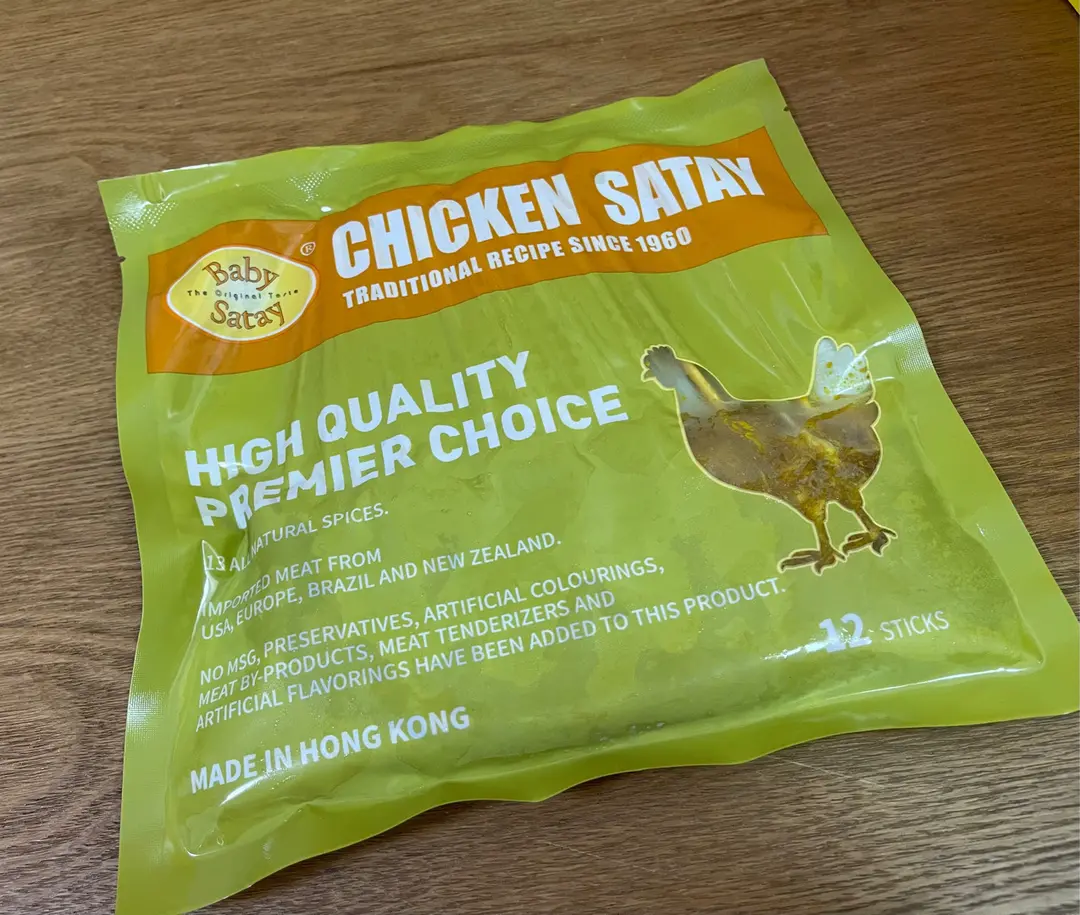 CHICKEN SATAY
TRADITIONAL RECIPE SINCE 1960
®
Baby
The Original Taste
Satay
HIGH QUALITY
PREMIER CHOICE
13 ALL NATURAL SPICES.
IMPORTED MEAT FROM
USA, EUROPE, BRAZIL AND NEW ZEALAND.
NO MSG, PRESERVATIVES, ARTIFICIAL COLOURINGS,
MEAT BY-PRODUCTS, MEAT TENDERIZERS AND
ARTIFICIAL FLAVORINGS HAVE BEEN ADDED TO THIS PRODUCT.
12 STICKS
MADE IN HONG KONG